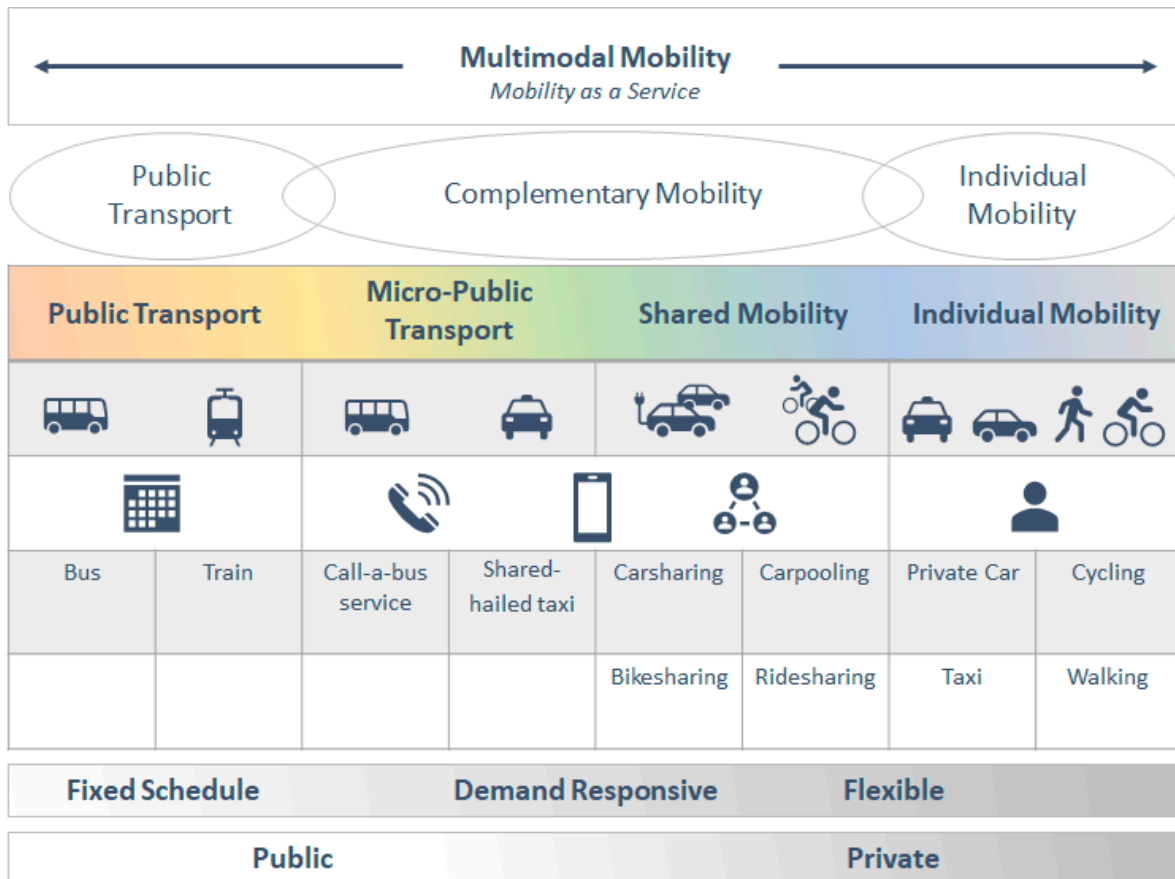 Multimodal Mobility
Mobility as a Service
Public
Transport
Complementary Mobility
Individual
Mobility
Public Transport
Micro-Public
Transport
Shared Mobility
Individual Mobility
Bus
Train
Call-a-bus
service
Shared-
hailed taxi
Carsharing
Carpooling
Private Car
Cycling
Bikesharing
Ridesharing
Taxi
Walking
Fixed Schedule
Demand Responsive
Flexible
Public
Private